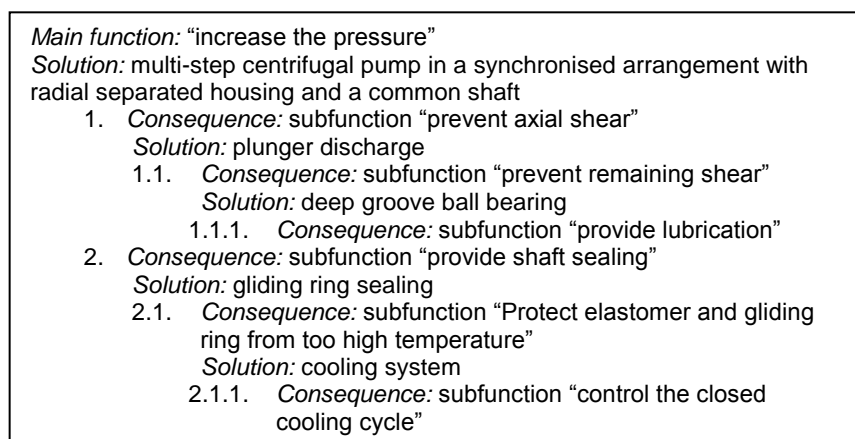 Main function: “increase the pressure”
Solution: multi-step centrifugal pump in a synchronised arrangement with
radial separated housing and a common shaft
1. Consequence: subfunction “prevent axial shear”
Solution: plunger discharge
1.1. Consequence: subfunction “prevent remaining shear”
Solution: deep groove ball bearing
1.1.1. Consequence: subfunction “provide lubrication”
2. Consequence: subfunction “provide shaft sealing”
Solution: gliding ring sealing
2.1. Consequence: subfunction “Protect elastomer and gliding
ring from too high temperature”
Solution: cooling system
2.1.1. Consequence: subfunction “control the closed
cooling cycle”